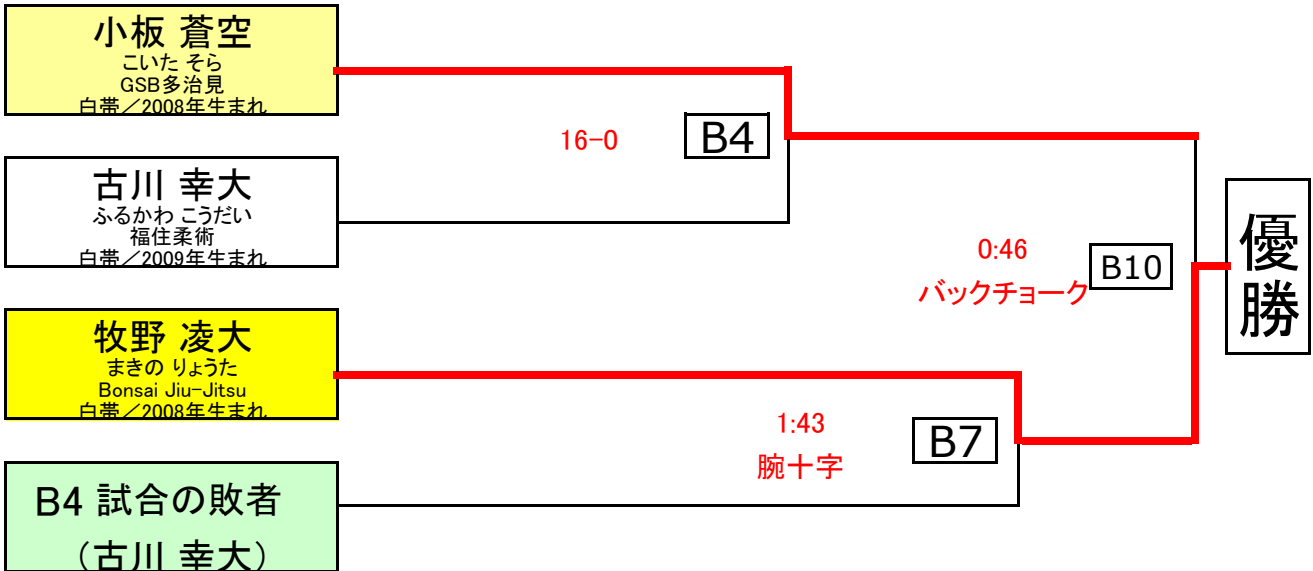 小板 蒼空
こいた そら
GSB多治見
白帯／2008年生まれ
16-0
B4
古川 幸大
ふるかわ こうだい
福住柔術
白帯／2009年生まれ
0:46
バックチョーク
B10
優勝
牧野 凌大
まきの りょうた
Bonsai Jiu-Jitsu
白帯／2008年生まれ
1:43
腕十字
B7
B4 試合の敗者
（古川 幸大）